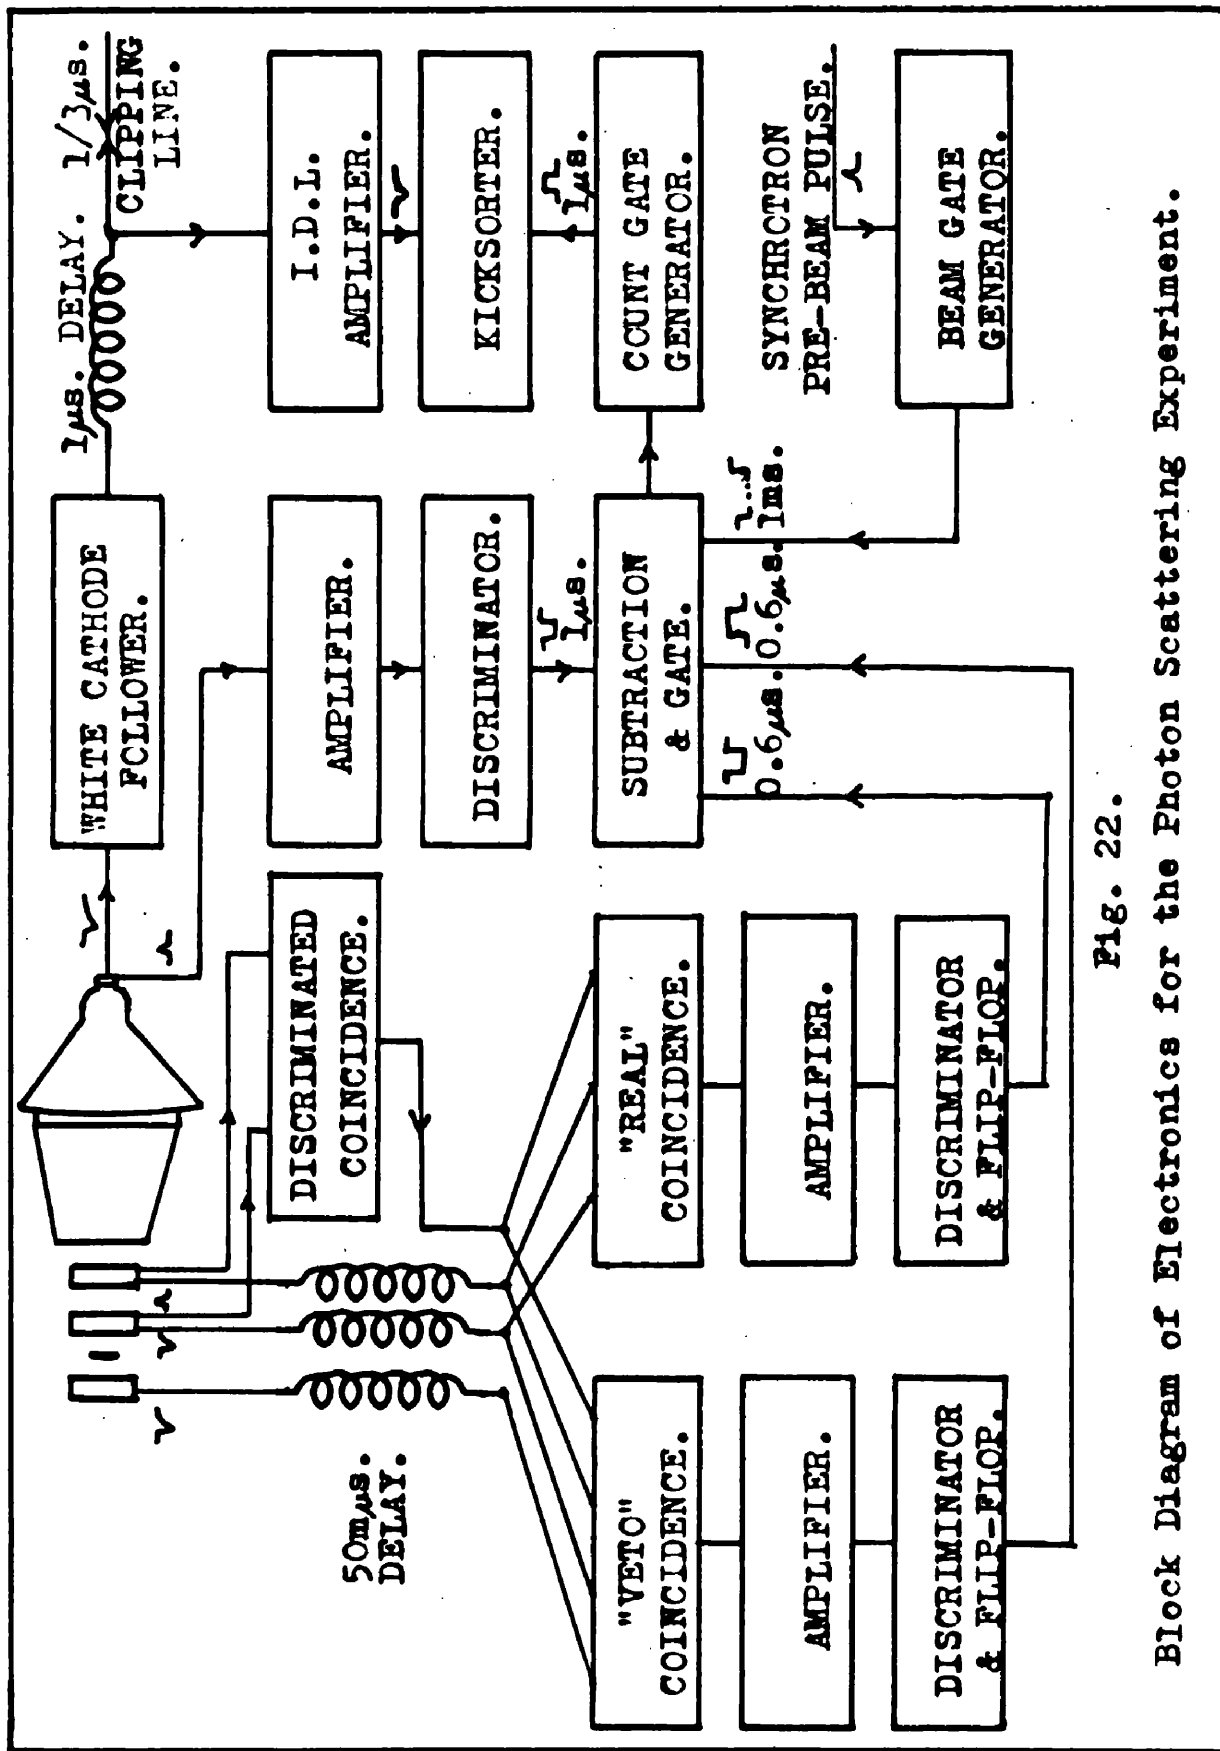 1µs. DELAY. 1/3µs.
CLIPPING
LINE.
WHITE CATHODE
FOLLOWER.
DISCRIMINATED
COINCIDENCE.
AMPLIFIER.
I.D.L.
AMPLIFIER.
50mµs.
DELAY.
DISCRIMINATOR.
KICKSORTER.
1µs.
1µs.
"VETO"
COINCIDENCE.
"REAL"
COINCIDENCE.
SUBTRACTION
& GATE.
COUNT GATE
GENERATOR.
0.6µs. 0.6µs. 1ms.
SYNCHRCTRON
PRE-BEAM PULSE.
AMPLIFIER.
AMPLIFIER.
DISCRIMINATOR
& FLIP-FLOP.
DISCRIMINATOR
& FLIP-FLOP.
BEAM GATE
GENERATOR.
Fig. 22.
Block Diagram of Electronics for the Photon Scattering Experiment.